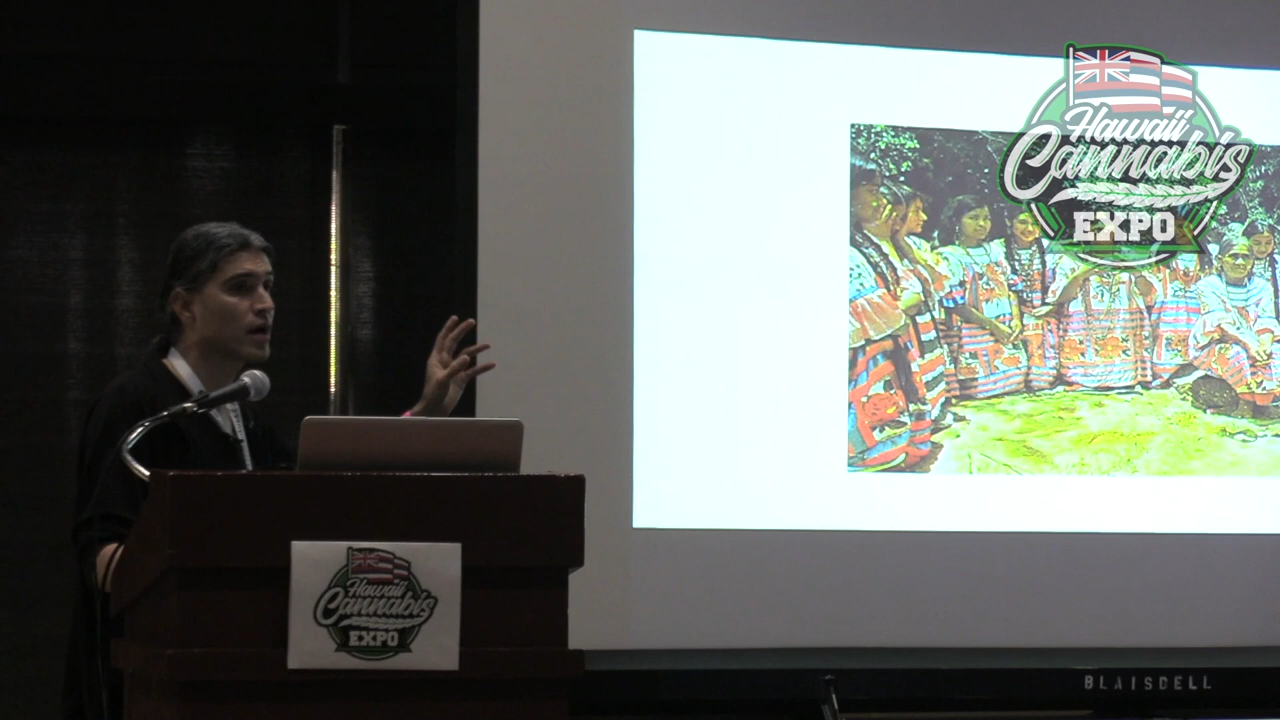 Hawaii
Cannabis
EXPO
Hawaii
Cannabis
EXPO
BLAISDELL